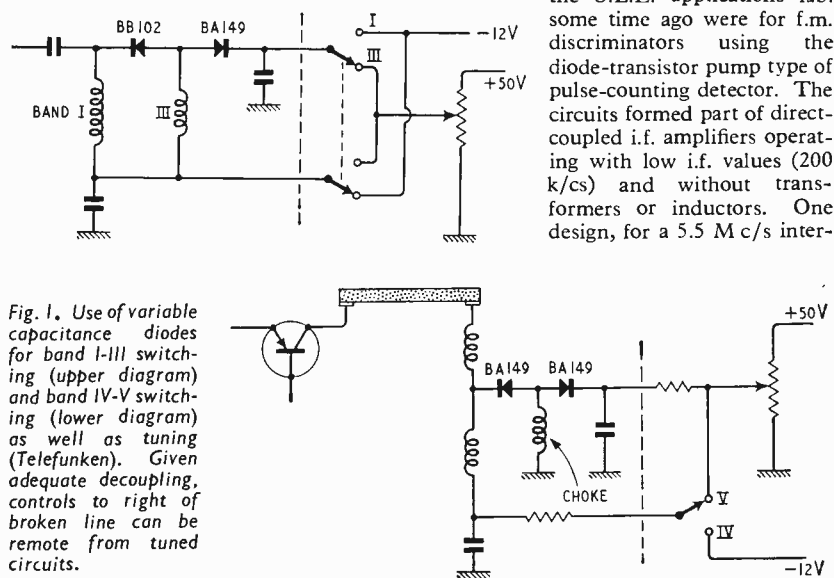 BB102
BA149
I
III
-12V
+50V
BAND I
III
some time ago were for f.m.
discriminators using the
diode-transistor pump type of
pulse-counting detector. The
circuits formed part of direct-
coupled i.f. amplifiers operat-
ing with low i.f. values (200
k/cs) and without trans-
formers or inductors. One
design, for a 5.5 M c/s inter-
Fig. 1. Use of variable
capacitance diodes
for band I-III switch-
ing (upper diagram)
and band IV-V switch-
ing (lower diagram)
as well as tuning
(Telefunken). Given
adequate decoupling,
controls to right of
broken line can be
remote from tuned
circuits.
+50V
BA149
BA149
CHOKE
V
IV
-12V